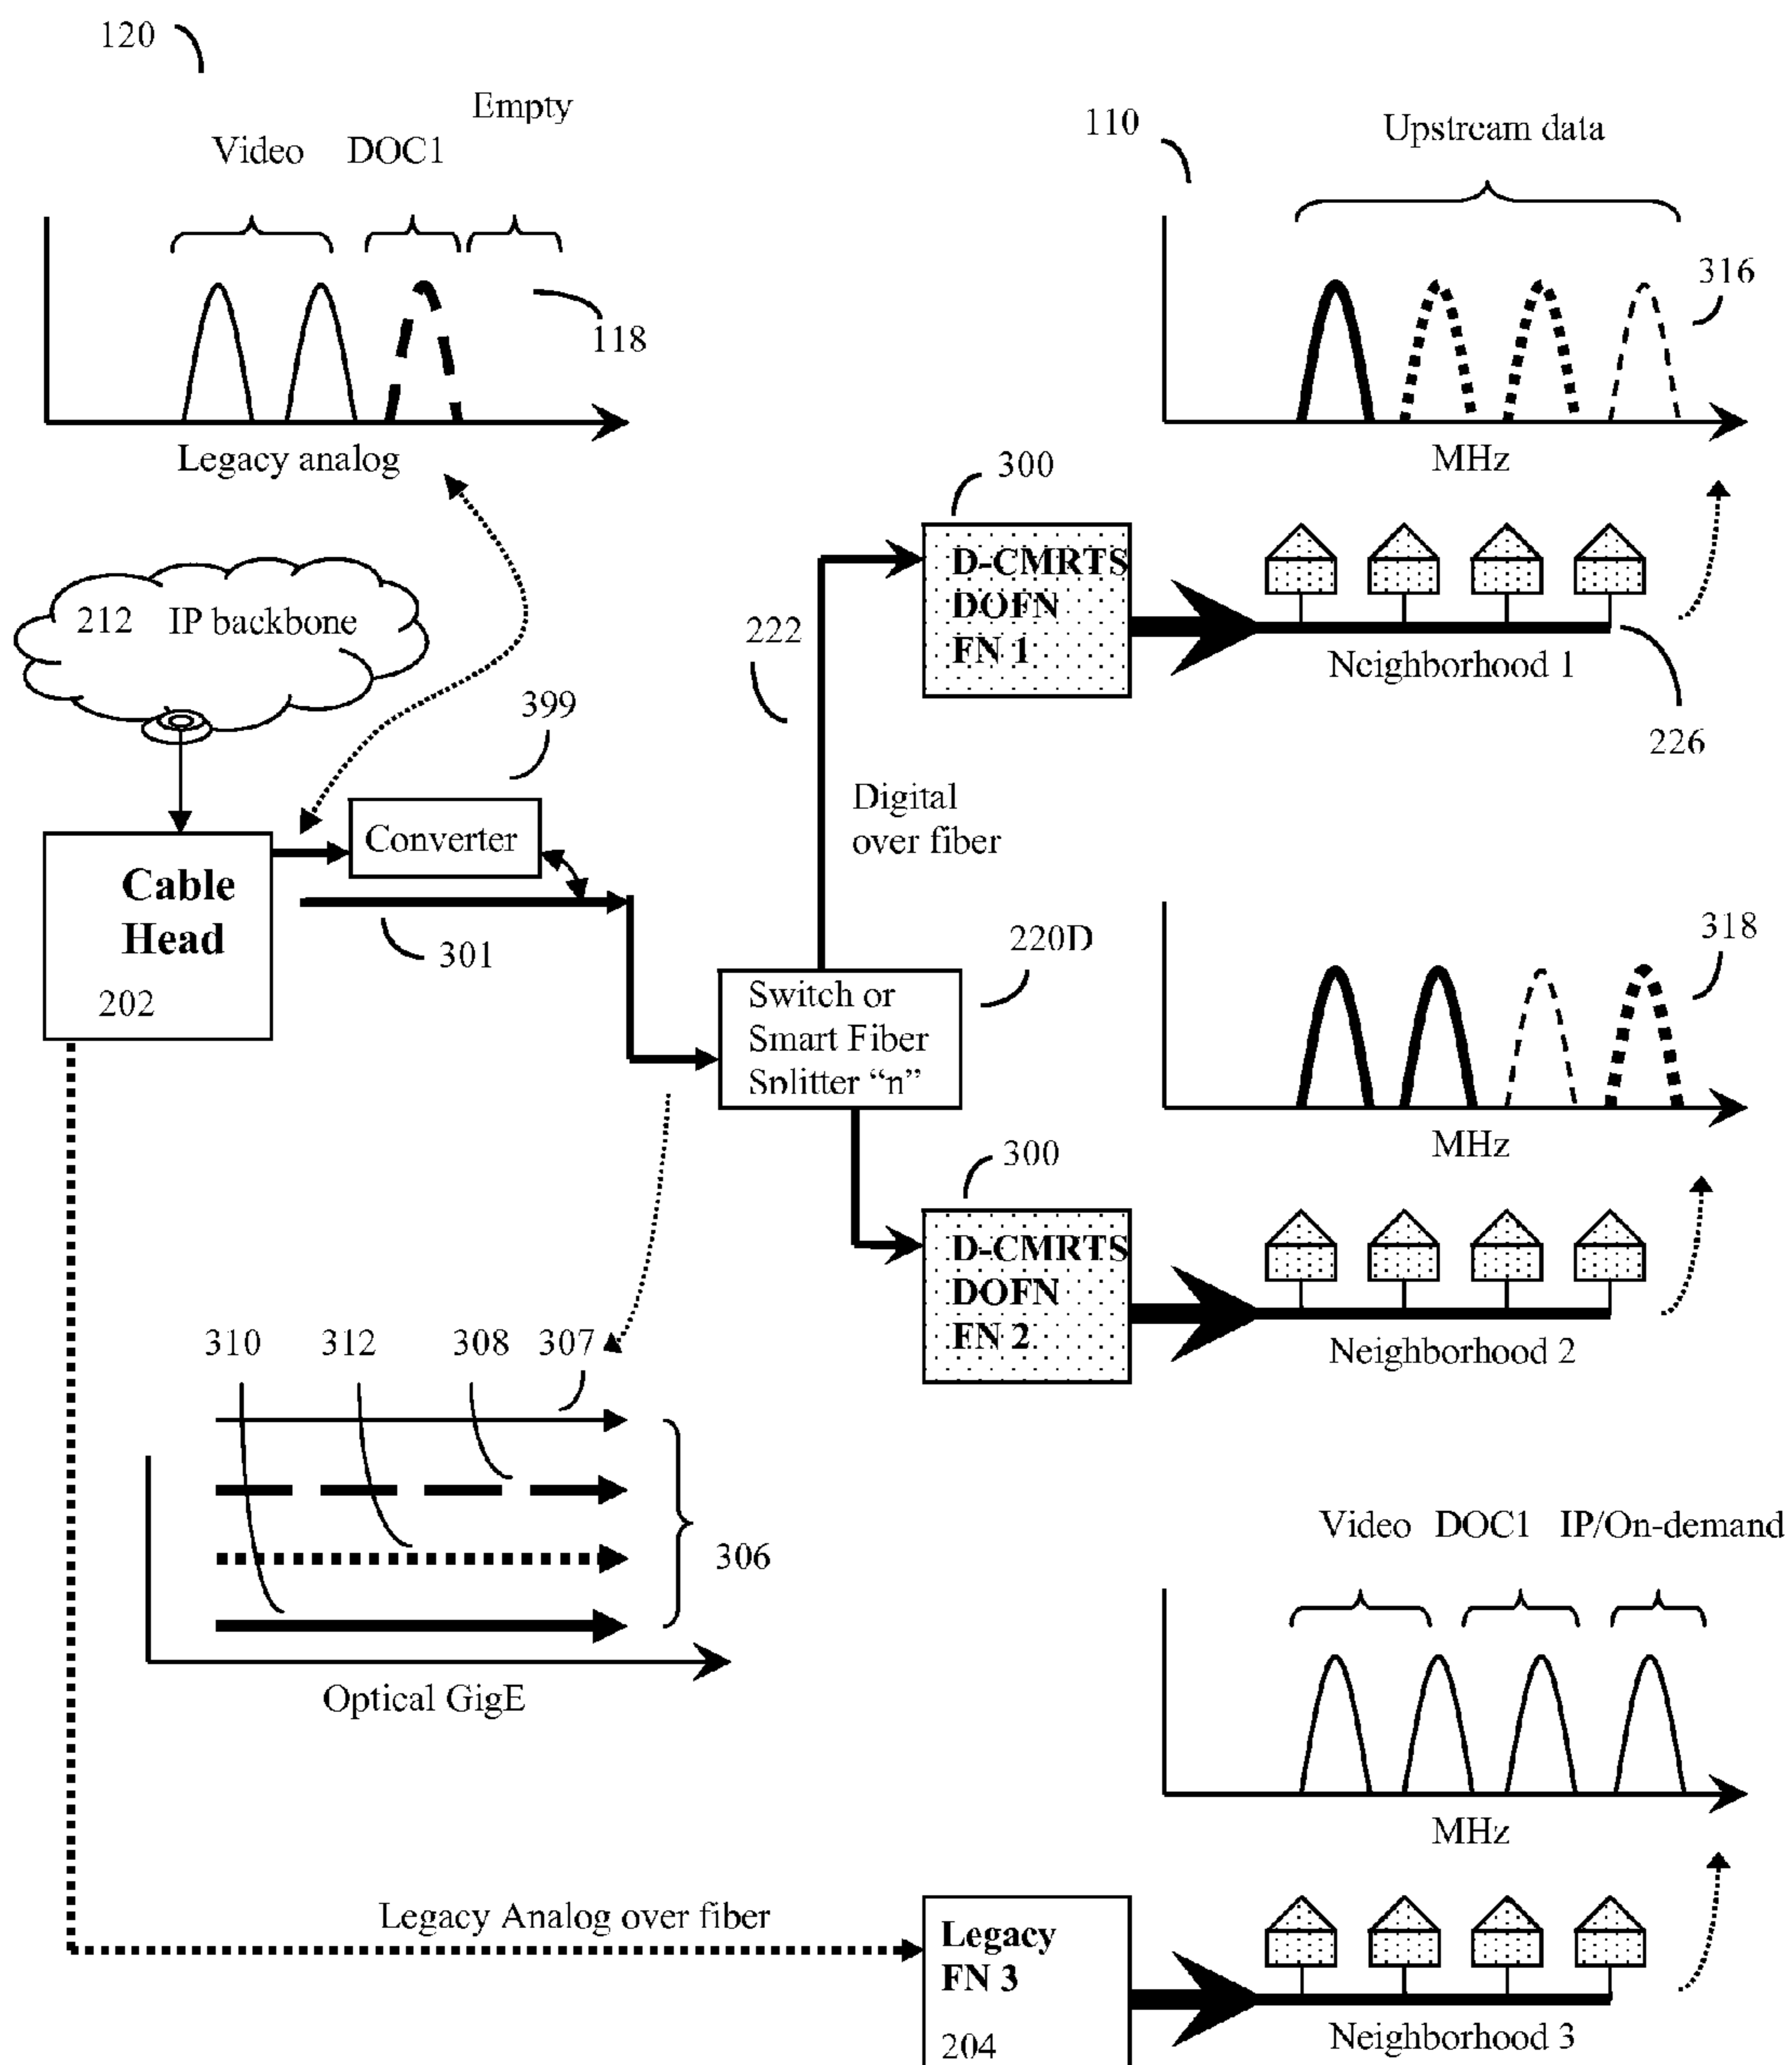 120
Empty
Video DOC1
118
Legacy analog
110
Upstream data
316
MHz
300
D-CMRTS
DOFN
FN 1
222
Neighborhood 1
226
212 IP backbone
399
Converter
Cable
Head
202
301
Digital
over fiber
220D
Switch or
Smart Fiber
Splitter “n”
318
MHz
300
D-CMRTS
DOFN
FN 2
Neighborhood 2
310 312 308 307
306
Optical GigE
Video DOC1 IP/On-demand
MHz
Legacy Analog over fiber
Legacy
FN 3
204
Neighborhood 3